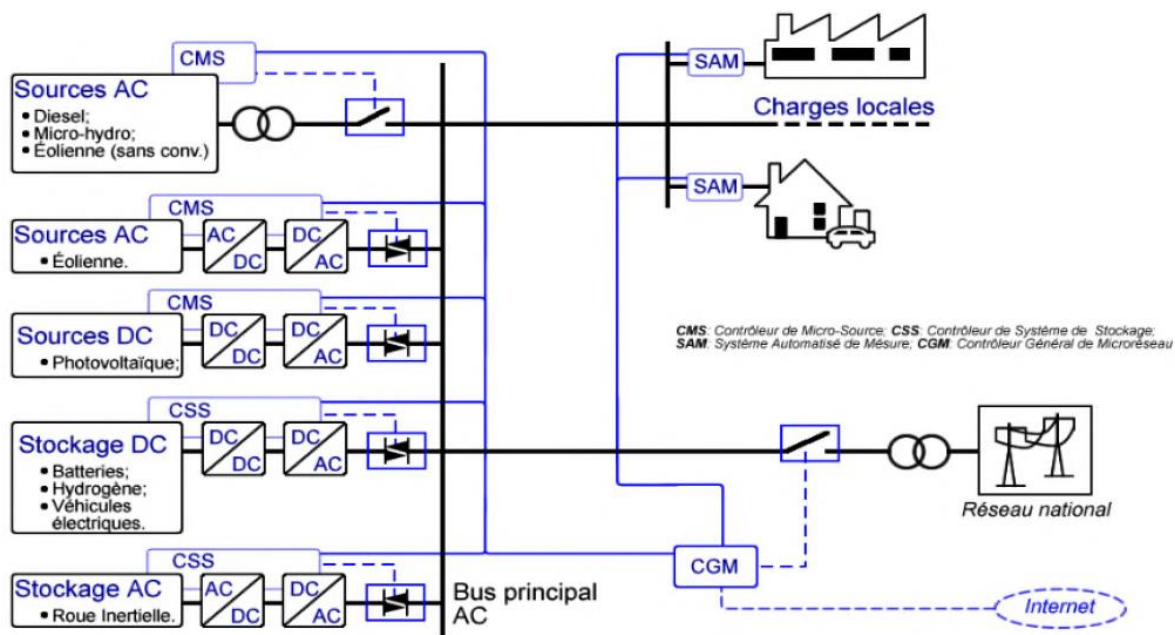 CMS
Sources AC
• Diesel;
• Micro-hydro;
• Éolienne (sans conv.)
SAM
Charges locales
SAM
CMS
Sources AC
• Éolienne.
AC
DC
DC
AC
CMS
Sources DC
• Photovoltaïque;
DC
DC
DC
AC
CMS: Contrôleur de Micro-Source; CSS: Contrôleur de Système de Stockage;
SAM: Système Automatisé de Mésure; CGM: Contrôleur Général de Microréseau
CSS
Stockage DC
• Batteries;
• Hydrogène;
• Véhicules
électriques.
DC
DC
DC
AC
Réseau national
CSS
Stockage AC
• Roue Inertielle.
AC
DC
DC
AC
Bus principal
AC
CGM
Internet